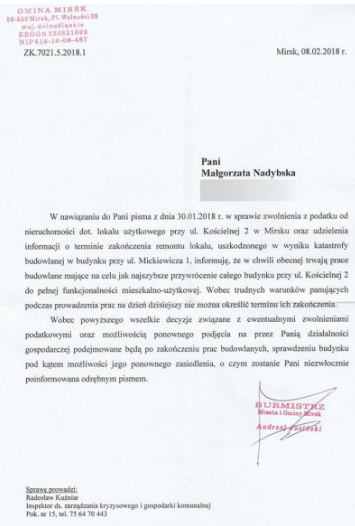 GMINA MIRSK
59-630 Mirsk, Pl. Wolności 39
woj. dolnośląskie
REGON 230821693
NIP 616-10-08-487
ZK.7021.5.2018.1
Mirsk, 08.02.2018 r.
Pani
Małgorzata Nadybska
W nawiązaniu do Pani pisma z dnia 30.01.2018 r. w sprawie zwolnienia z podatku od
nieruchomości dot. lokalu użytkowego przy ul. Kościelnej 2 w Mirsku oraz udzielenia
informacji o terminie zakończenia remontu lokalu, uszkodzonego w wyniku katastrofy
budowlanej w budynku przy ul. Mickiewicza 1, informuję, że w chwili obecnej trwają prace
budowlane mające na celu jak najszybsze przywrócenie całego budynku przy ul. Kościelnej 2
do pełnej funkcjonalności mieszkalno-użytkowej. Wobec trudnych warunków panujących
podczas prowadzenia prac na dzień dzisiejszy nie można określić terminu ich zakończenia.
Wobec powyższego wszelkie decyzje związane z ewentualnymi zwolnieniami
podatkowymi oraz możliwością ponownego podjęcia na przez Panią działalności
gospodarczej podejmowane będą po zakończeniu prac budowlanych, sprawdzeniu budynku
pod kątem możliwości jego ponownego zasiedlenia, o czym zostanie Pani niezwłocznie
poinformowana odrębnym pismem.
BURMISTRZ
Miasta i Gminy Mirsk
Andrzej Jasiński
Sprawę prowadzi:
Radosław Kuźniar
Inspektor ds. zarządzania kryzysowego i gospodarki komunalnej
Pok. nr 15, tel. 75 64 70 443